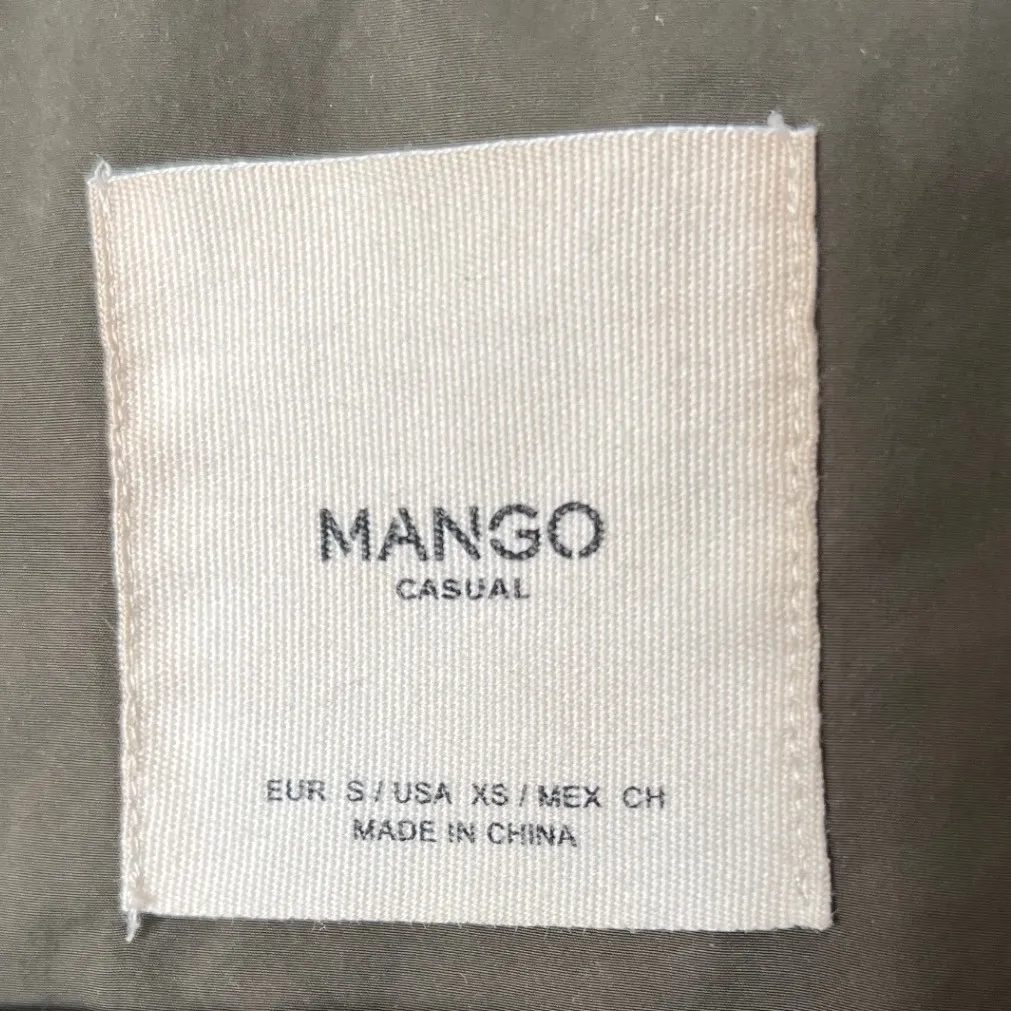 MANGO
CASUAL
EUR S / USA XS / MEX CH
MADE IN CHINA